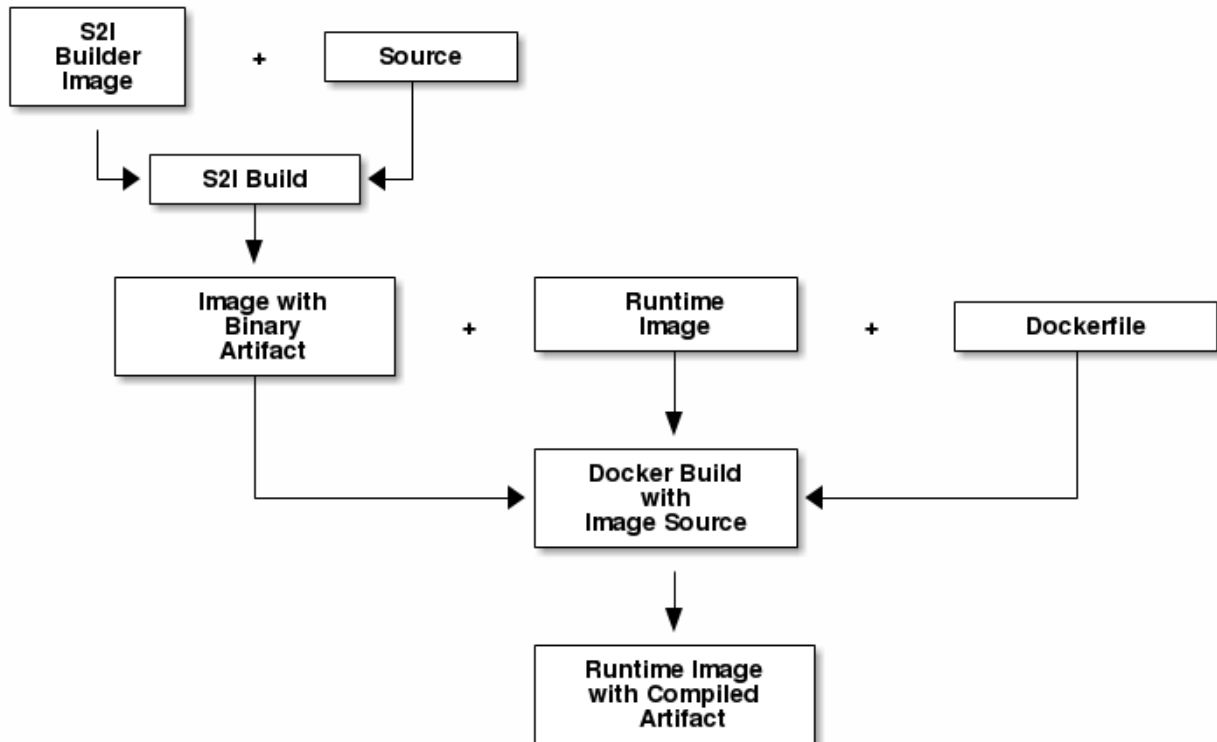 S2I
Builder
Image
+
Source
S2I Build
Image with
Binary
Artifact
+
Runtime
Image
+
Dockerfile
Docker Build
with
Image Source
Runtime Image
with Compiled
Artifact